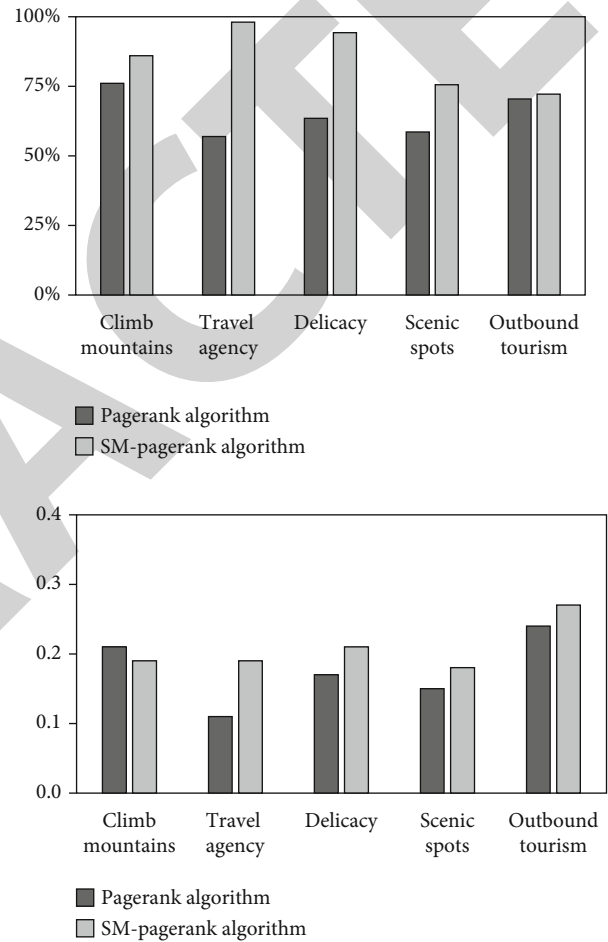 100%
75%
50%
25%
0%
Climb mountains
Travel agency
Delicacy
Scenic spots
Outbound tourism
Pagerank algorithm
SM-pagerank algorithm
0.4
0.3
0.2
0.1
0.0
Climb mountains
Travel agency
Delicacy
Scenic spots
Outbound tourism
Pagerank algorithm
SM-pagerank algorithm